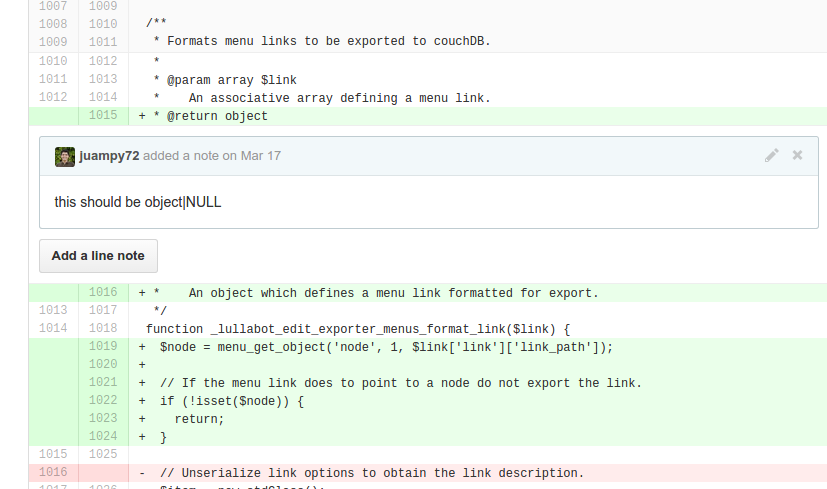 1007 1009
1008 1010 /**
1009 1011 * Formats menu links to be exported to couchDB.
1010 1012 *
1011 1013 * @param array $link
1012 1014 * An associative array defining a menu link.
1015 + * @return object
juampy72 added a note on Mar 17
this should be object|NULL
Add a line note
1016 + * An object which defines a menu link formatted for export.
1013 1017 */
1014 1018 function _lullabot_edit_exporter_menus_format_link($link) {
1019 + $node = menu_get_object('node', 1, $link['link']['link_path']);
1020 +
1021 + // If the menu link does to point to a node do not export the link.
1022 + if (!isset($node)) {
1023 + return;
1024 + }
1015 1025
1016 - // Unserialize link options to obtain the link description.
1017 1026 $item = new stdClass();